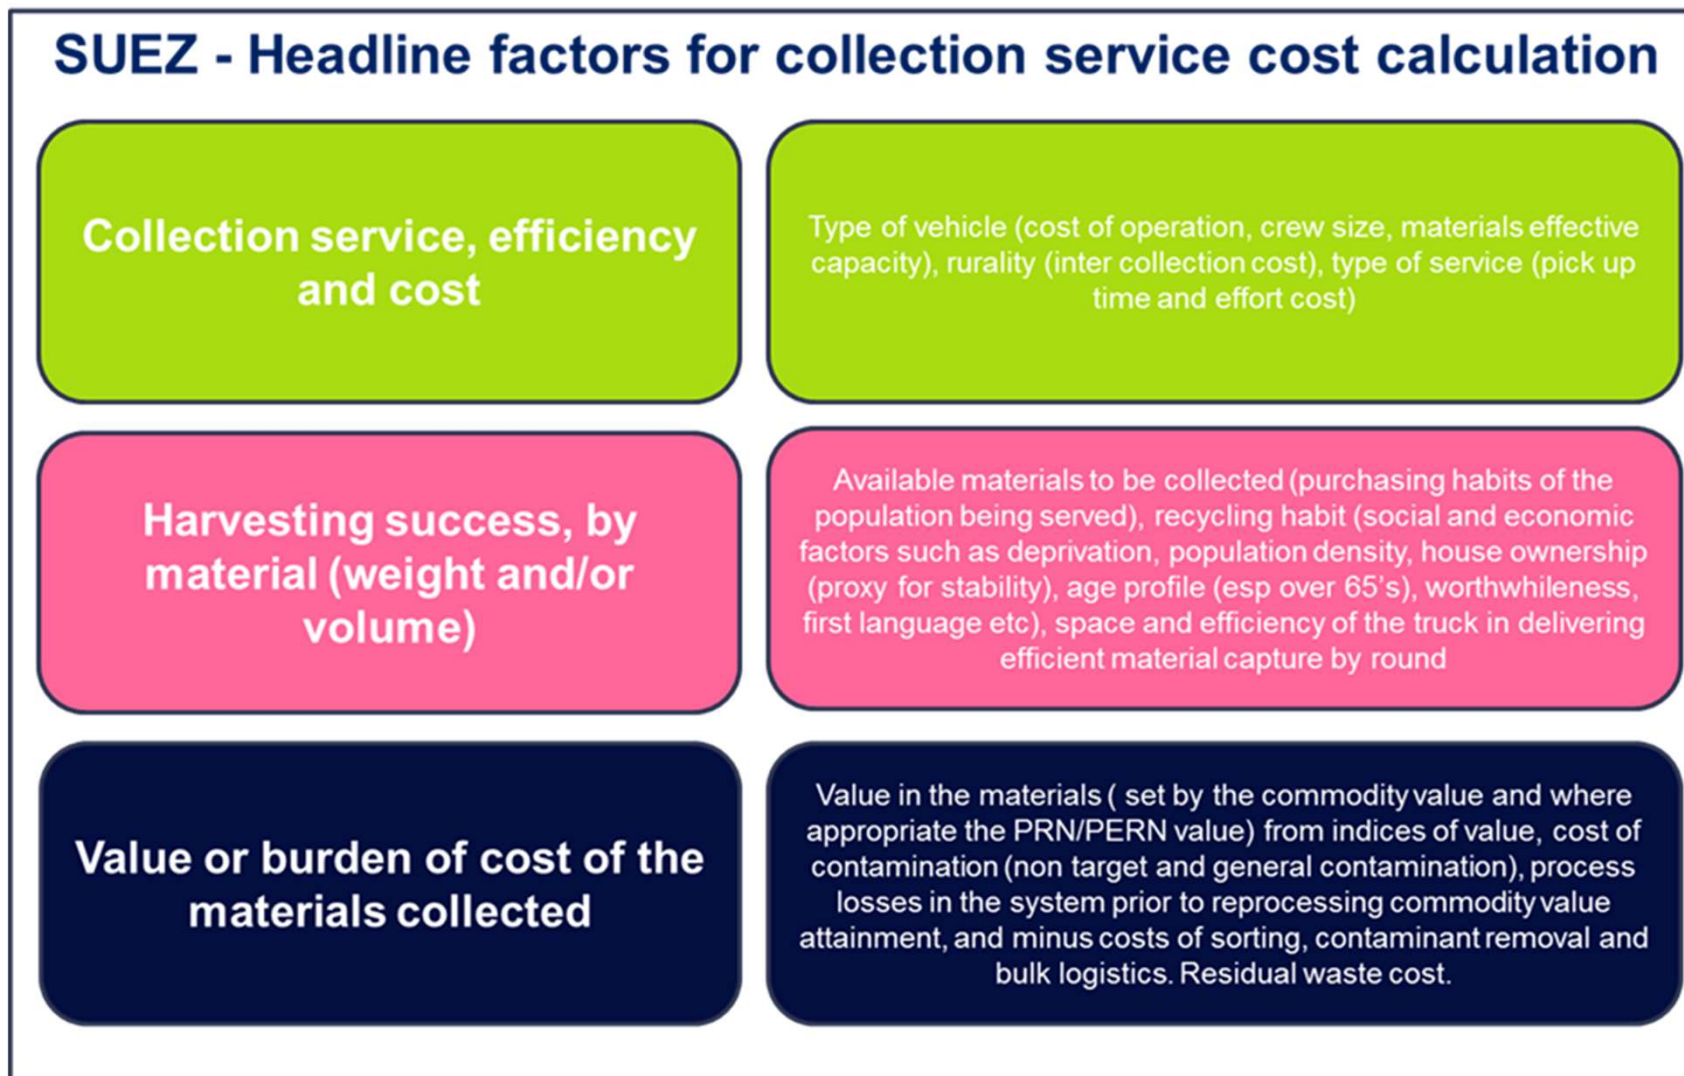 SUEZ - Headline factors for collection service cost calculation
Collection service, efficiency
and cost
Type of vehicle (cost of operation, crew size, materials effective
capacity), rurality (inter collection cost), type of service (pick up
time and effort cost)
Harvesting success, by
material (weight and/or
volume)
Available materials to be collected (purchasing habits of the
population being served), recycling habit (social and economic
factors such as deprivation, population density, house ownership
(proxy for stability), age profile (esp over 65's), worthwhileness,
first language etc), space and efficiency of the truck in delivering
efficient material capture by round
Value or burden of cost of the
materials collected
Value in the materials ( set by the commodity value and where
appropriate the PRN/PERN value) from indices of value, cost of
contamination (non target and general contamination), process
losses in the system prior to reprocessing commodity value
attainment, and minus costs of sorting, contaminant removal and
bulk logistics. Residual waste cost.